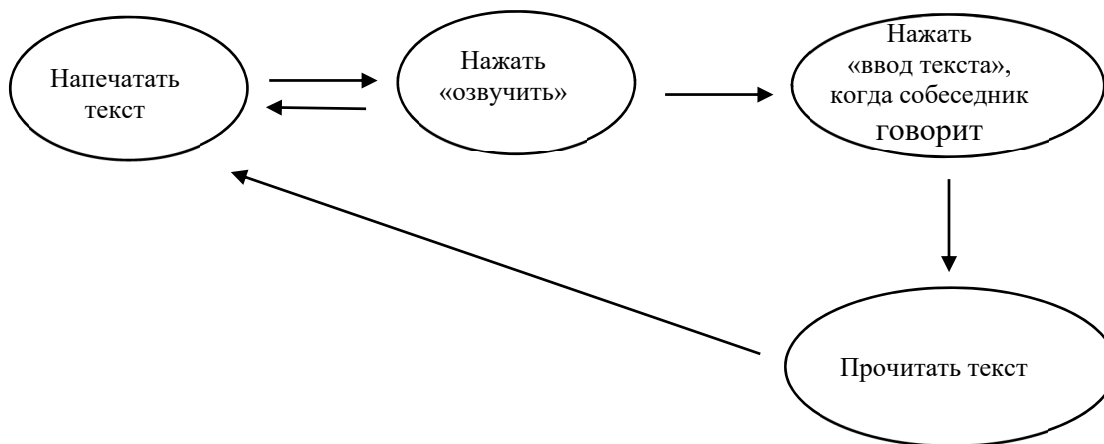 Напечатать
текст
Нажать
«озвучить»
Нажать
«ввод текста»,
когда собеседник
говорит
Прочитать текст